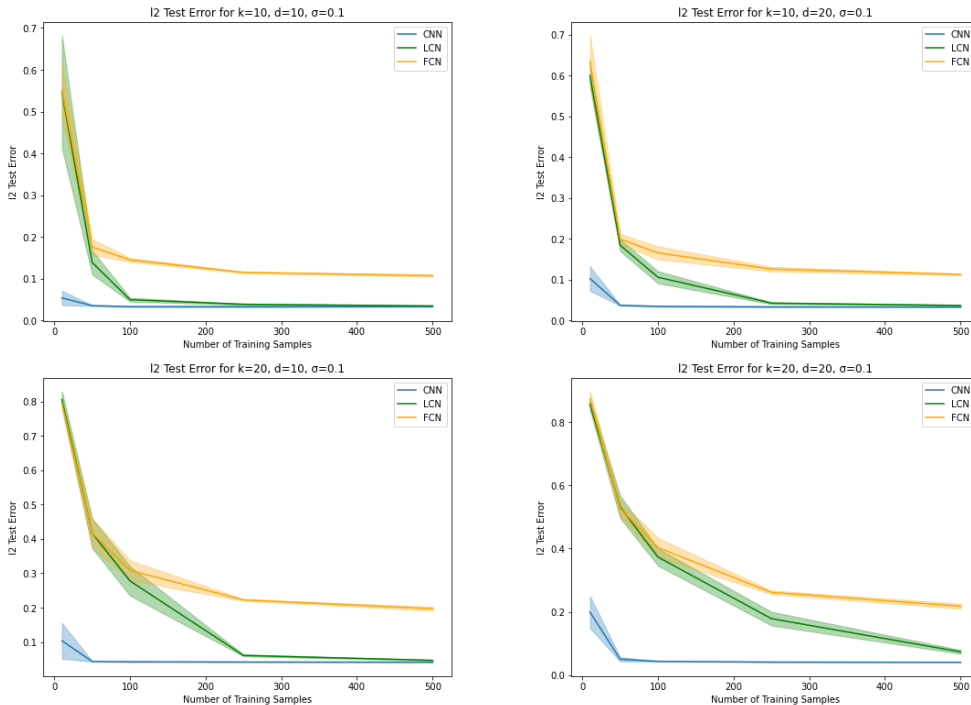 l2 Test Error for k=10, d=10, σ=0.1
CNN
LCN
FCN
0.7
0.6
0.5
0.4
0.3
0.2
0.1
0.0
l2 Test Error
0 100 200 300 400 500
Number of Training Samples
l2 Test Error for k=10, d=20, σ=0.1
CNN
LCN
FCN
0.7
0.6
0.5
0.4
0.3
0.2
0.1
0.0
l2 Test Error
0 100 200 300 400 500
Number of Training Samples
l2 Test Error for k=20, d=10, σ=0.1
CNN
LCN
FCN
0.8
0.7
0.6
0.5
0.4
0.3
0.2
0.1
l2 Test Error
0 100 200 300 400 500
Number of Training Samples
l2 Test Error for k=20, d=20, σ=0.1
CNN
LCN
FCN
0.8
0.6
0.4
0.2
0.0
l2 Test Error
0 100 200 300 400 500
Number of Training Samples